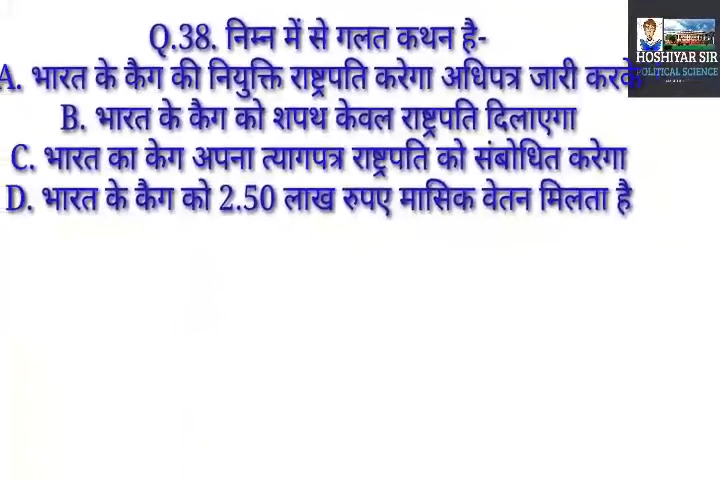 Q.38. निम्न में से गलत कथन है-
A. भारत के कैग की नियुक्ति राष्ट्रपति करेगा अधिपत्र जारी करके
B. भारत के कैग को शपथ केवल राष्ट्रपति दिलाएगा
C. भारत का केग अपना त्यागपत्र राष्ट्रपति को संबोधित करेगा
D. भारत के कैग को 2.50 लाख रुपए मासिक वेतन मिलता है
HOSHIYAR SIR
POLITICAL SCIENCE